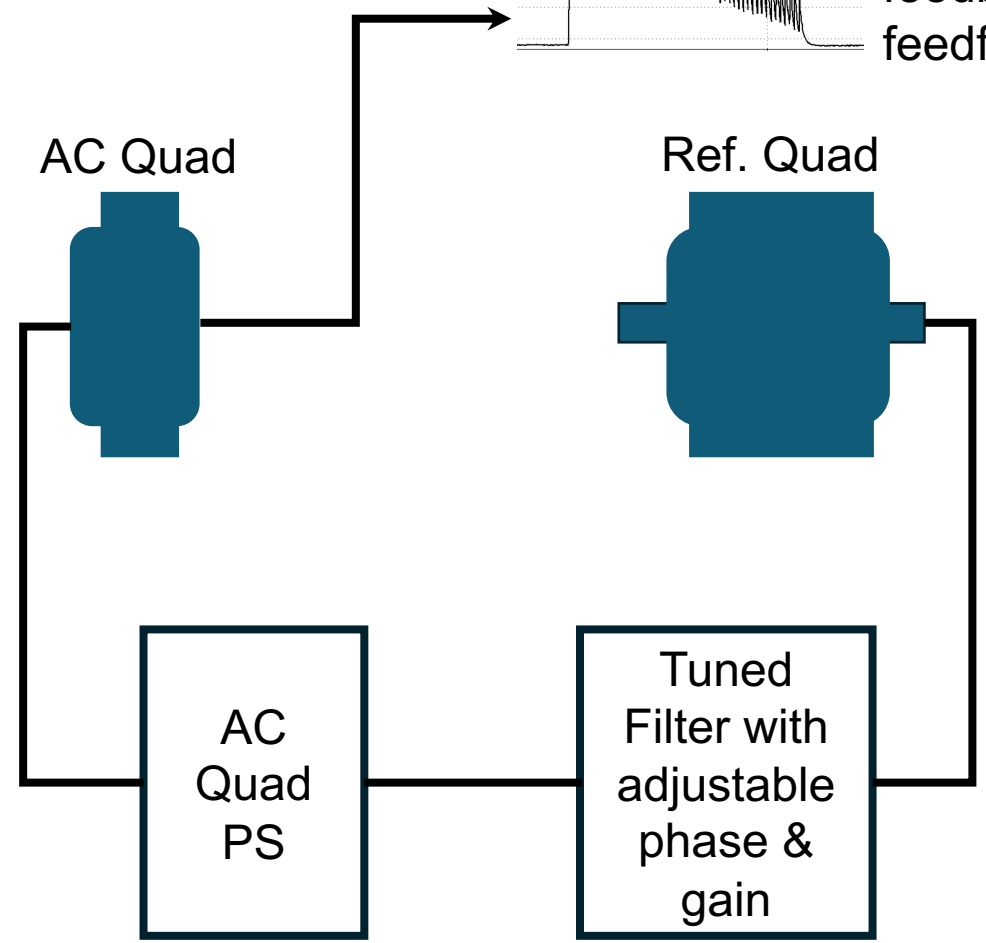 AC Quad
Ref. Quad
AC
Quad
PS
Tuned
Filter with
adjustable
phase &
gain